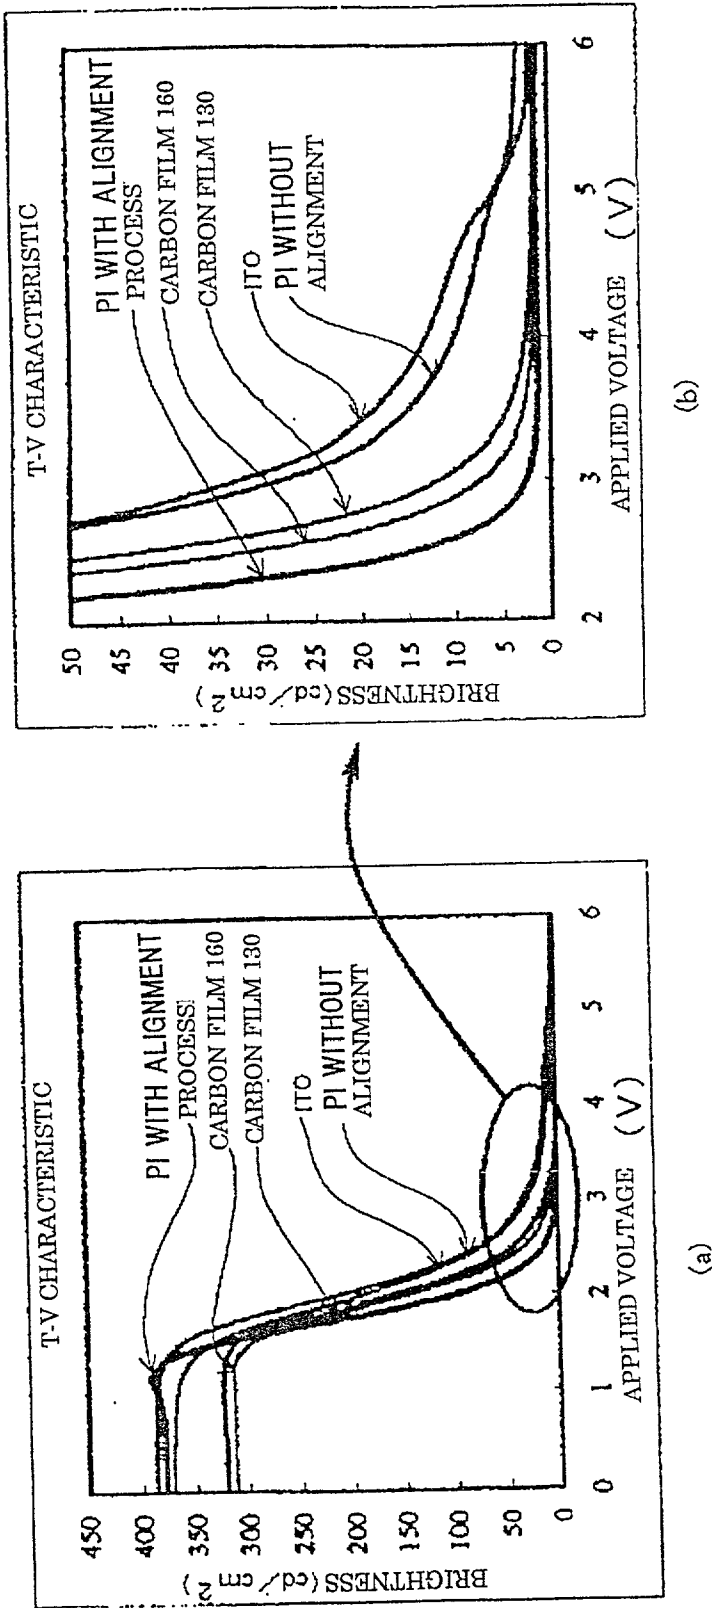 T-V CHARACTERISTIC
450
400
350
300
250
200
150
100
50
0
BRIGHTNESS(cd/cm²)
PI WITH ALIGNMENT
PROCESS
CARBON FILM 160
CARBON FILM 130
ITO
PI WITHOUT
ALIGNMENT
0
1
2
3
4
5
6
APPLIED VOLTAGE (V)
(a)
T-V CHARACTERISTIC
50
45
40
35
30
25
20
15
10
5
0
BRIGHTNESS(cd/cm²)
PI WITH ALIGNMENT
PROCESS
CARBON FILM 160
CARBON FILM 130
ITO
PI WITHOUT
ALIGNMENT
2
3
4
5
6
APPLIED VOLTAGE (V)
(b)